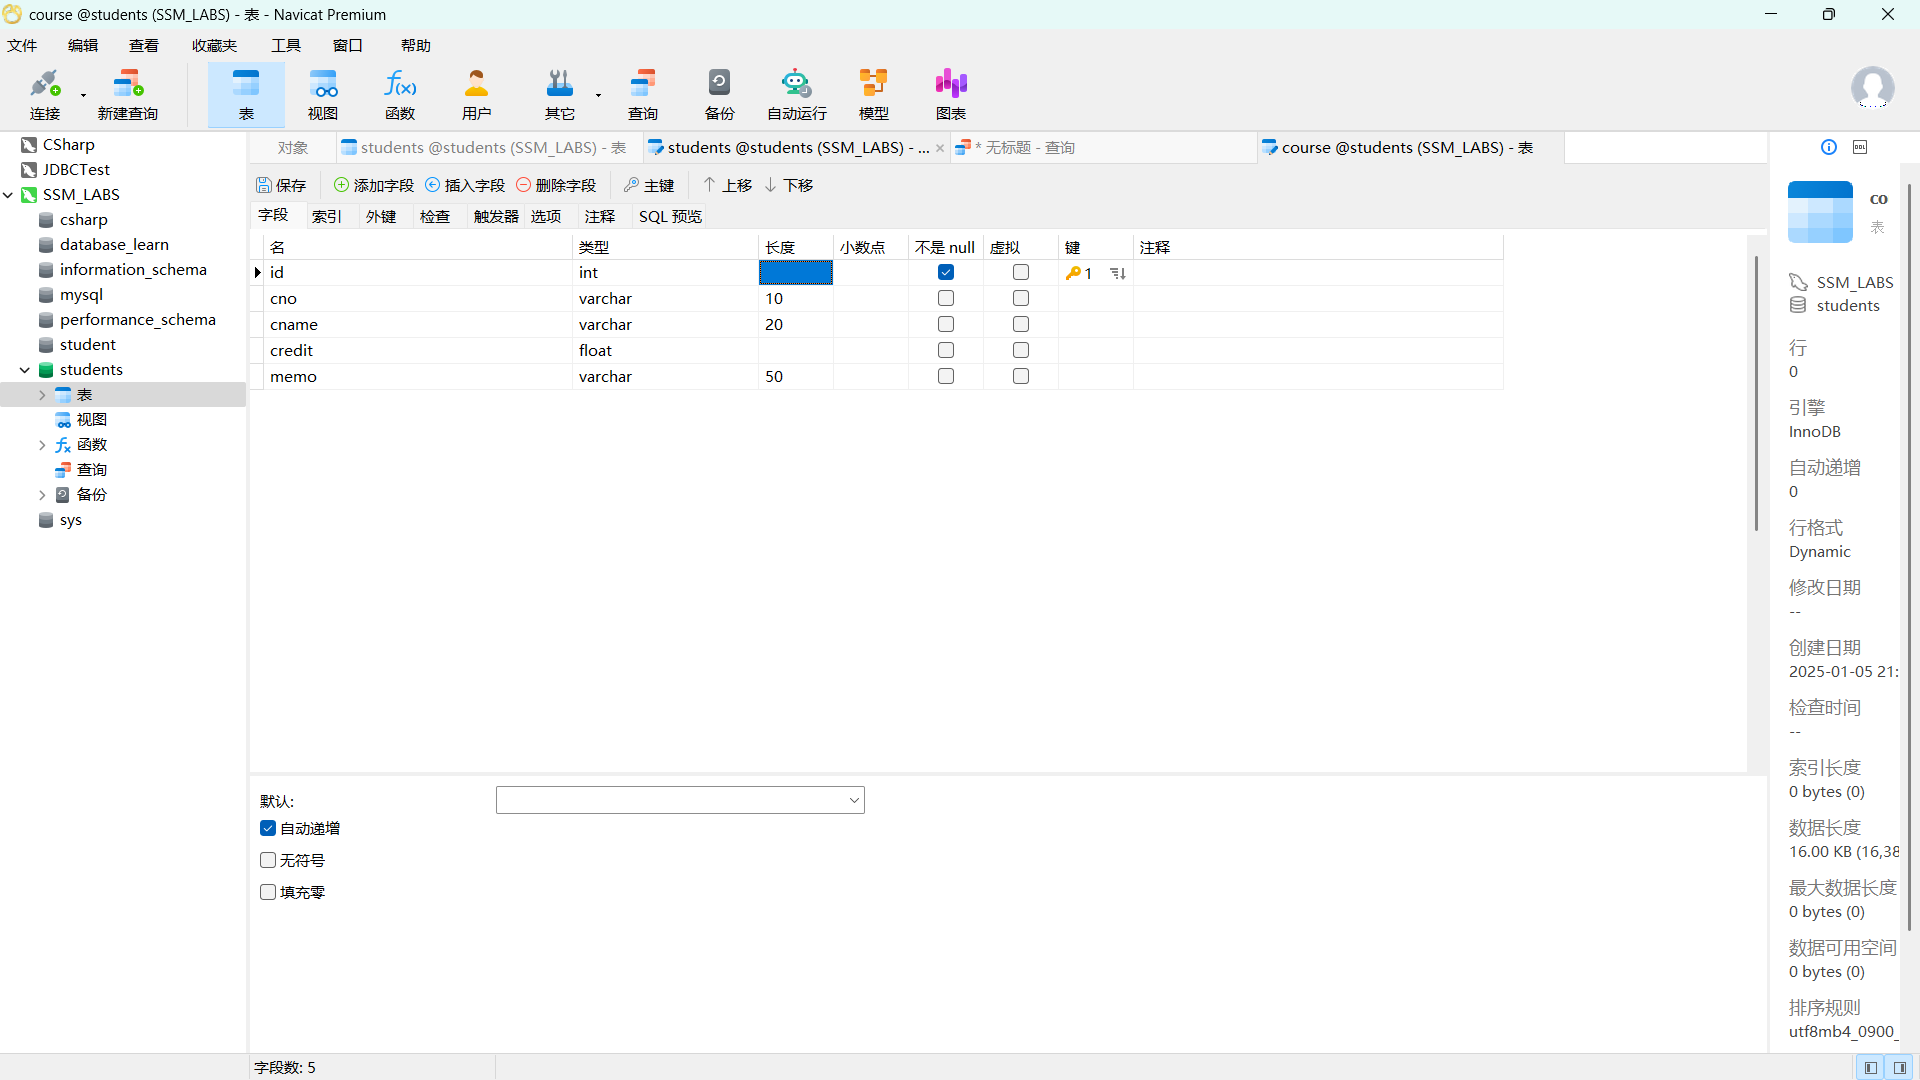 course @students (SSM_LABS) - 表 - Navicat Premium
文件 编辑 查看 收藏夹 工具 窗口 帮助
连接 新建查询 表 视图 函数 用户 其它 查询 备份 自动运行 模型 图表
CSharp
JDBCTest
SSM_LABS
csharp
database_learn
information_schema
mysql
performance_schema
student
students
表
视图
函数
查询
备份
sys
对象 students @students (SSM_LABS) - 表 students @students (SSM_LABS) - ... * 无标题 - 查询 course @students (SSM_LABS) - 表
保存 添加字段 插入字段 删除字段 主键 上移 下移
字段 索引 外键 检查 触发器 选项 注释 SQL 预览
名 类型 长度 小数点 不是 null 虚拟 键 注释
id int 1
cno varchar 10
cname varchar 20
credit float
memo varchar 50
默认:
自动递增
无符号
填充零
字段数: 5
co
表
SSM_LABS
students
行
0
引擎
InnoDB
自动递增
0
行格式
Dynamic
修改日期
--
创建日期
2025-01-05 21:
检查时间
--
索引长度
0 bytes (0)
数据长度
16.00 KB (16,38
最大数据长度
0 bytes (0)
数据可用空间
0 bytes (0)
排序规则
utf8mb4_0900_